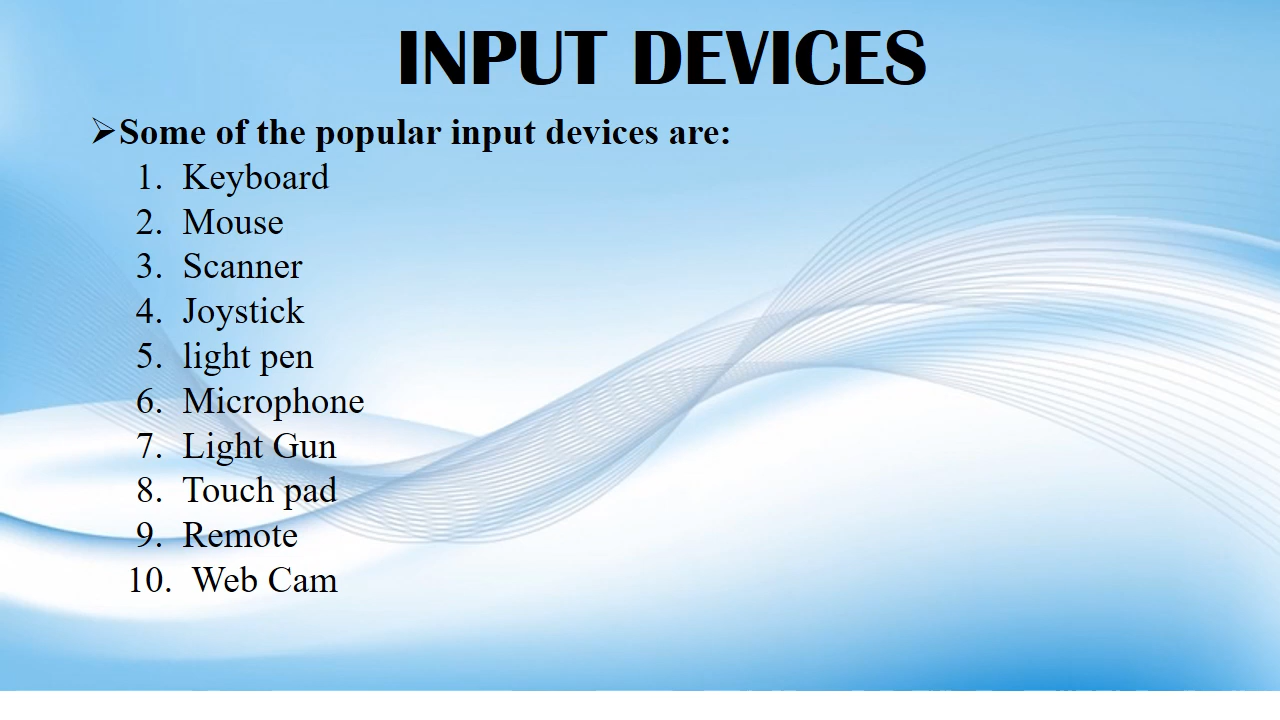 INPUT DEVICES
➢Some of the popular input devices are:
1. Keyboard
2. Mouse
3. Scanner
4. Joystick
5. light pen
6. Microphone
7. Light Gun
8. Touch pad
9. Remote
10. Web Cam